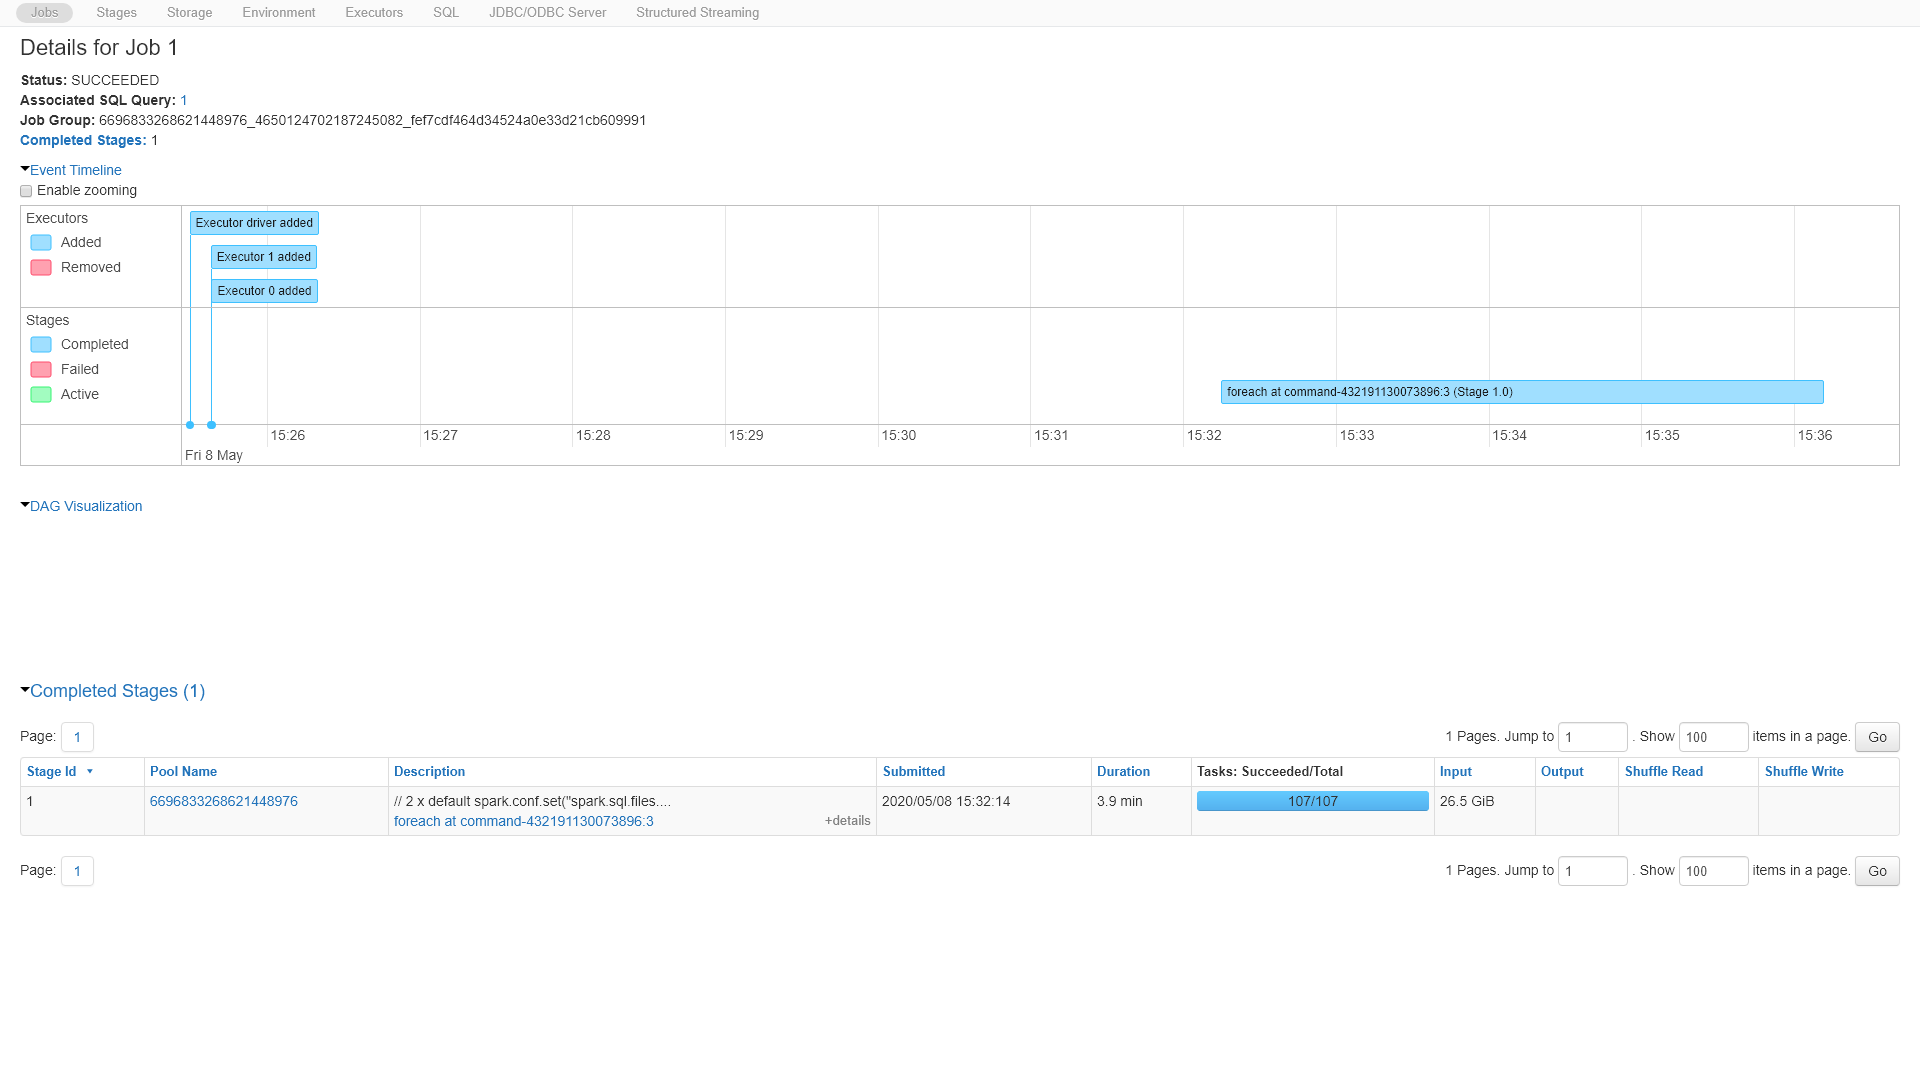 Jobs Stages Storage Environment Executors SQL JDBC/ODBC Server Structured Streaming
Details for Job 1
Status: SUCCEEDED
Associated SQL Query: 1
Job Group: 6696833268621448976_4650124702187245082_fef7cdf464d34524a0e33d21cb609991
Completed Stages: 1
Event Timeline
Enable zooming
Executors
Added
Removed
Executor driver added
Executor 1 added
Executor 0 added
Stages
Completed
Failed
Active
foreach at command-432191130073896:3 (Stage 1.0)
15:26 15:27 15:28 15:29 15:30 15:31 15:32 15:33 15:34 15:35 15:36
Fri 8 May
DAG Visualization
Completed Stages (1)
Page: 1 1 Pages. Jump to 1 . Show 100 items in a page. Go
Stage Id Pool Name Description Submitted Duration Tasks: Succeeded/Total Input Output Shuffle Read Shuffle Write
1 6696833268621448976 // 2 x default spark.conf.set("spark.sql.files.... 2020/05/08 15:32:14 3.9 min 107/107 26.5 GiB
foreach at command-432191130073896:3 +details
Page: 1 1 Pages. Jump to 1 . Show 100 items in a page. Go